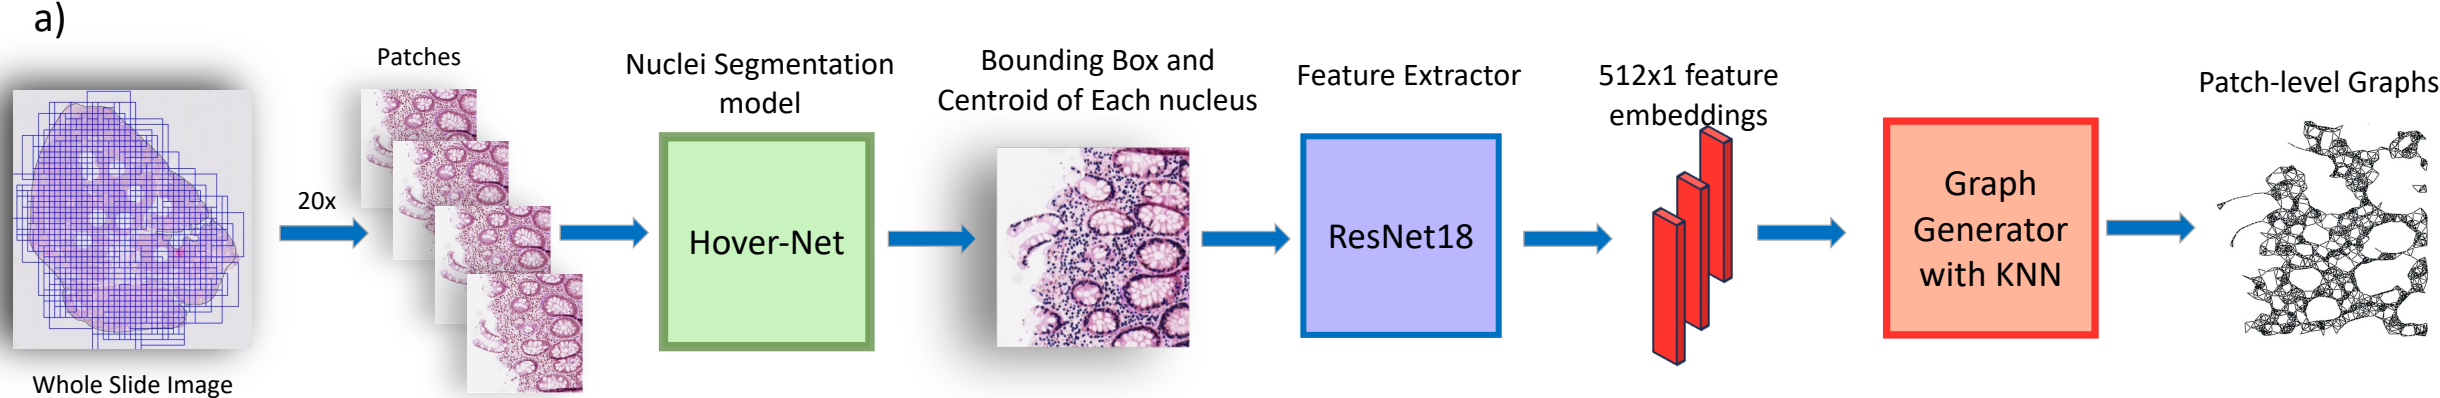 a)
Whole Slide Image
20x
Patches
Nuclei Segmentation
model
Hover-Net
Bounding Box and
Centroid of Each nucleus
Feature Extractor
ResNet18
512x1 feature
embeddings
Graph
Generator
with KNN
Patch-level Graphs